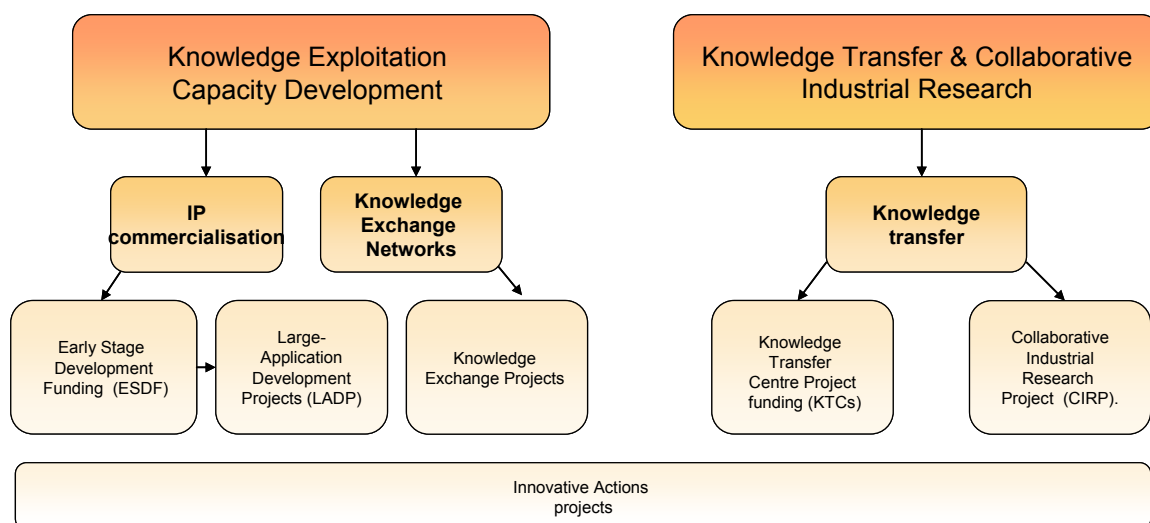 Knowledge Exploitation
Capacity Development
Knowledge Transfer & Collaborative
Industrial Research
IP
commercialisation
Knowledge
Exchange
Networks
Knowledge
transfer
Early Stage
Development
Funding (ESDF)
Large-
Application
Development
Projects (LADP)
Knowledge
Exchange Projects
Knowledge
Transfer
Centre Project
funding (KTCs)
Collaborative
Industrial
Research
Project (CIRP).
Innovative Actions
projects